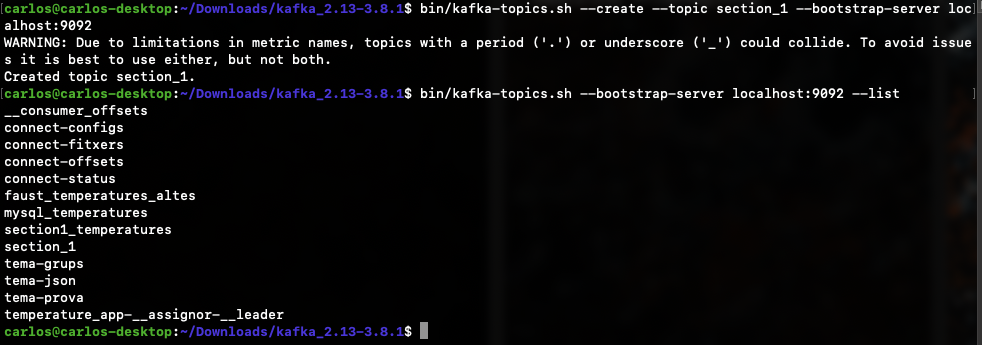 [carlos@carlos-desktop:~/Downloads/kafka_2.13-3.8.1$ bin/kafka-topics.sh --create --topic section_1 --bootstrap-server loc]
alhost:9092
WARNING: Due to limitations in metric names, topics with a period ('.') or underscore ('_') could collide. To avoid issue
s it is best to use either, but not both.
Created topic section_1.
[carlos@carlos-desktop:~/Downloads/kafka_2.13-3.8.1$ bin/kafka-topics.sh --bootstrap-server localhost:9092 --list ]
__consumer_offsets
connect-configs
connect-fitxers
connect-offsets
connect-status
faust_temperatures_altes
mysql_temperatures
section1_temperatures
section_1
tema-grups
tema-json
tema-prova
temperature_app-__assignor-__leader
carlos@carlos-desktop:~/Downloads/kafka_2.13-3.8.1$